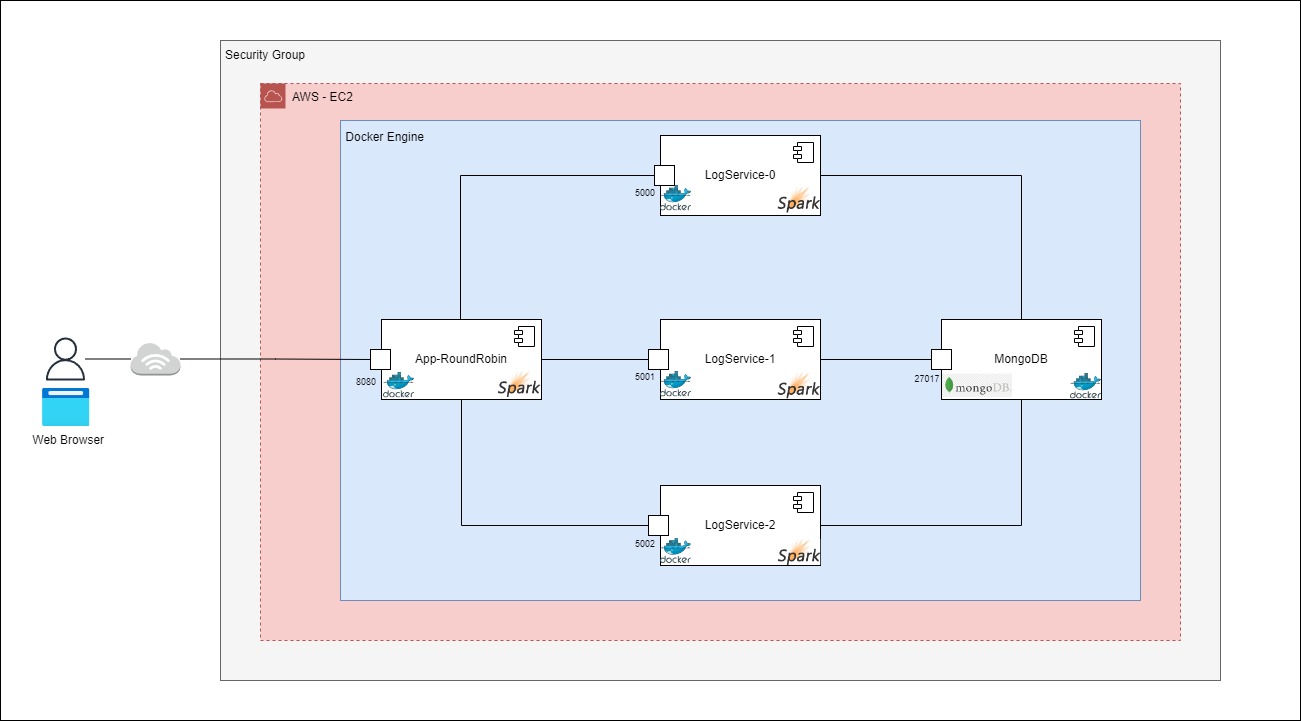 Security Group
AWS - EC2
Docker Engine
LogService-0
5000
docker
Spark
App-RoundRobin
8080
docker
Spark
LogService-1
5001
docker
Spark
MongoDB
27017
mongoDB
docker
Web Browser
LogService-2
5002
docker
Spark